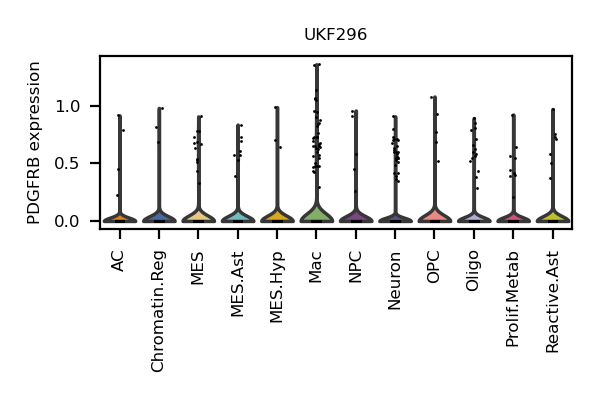 UKF296
PDGFRB expression
1.0
0.5
0.0
AC
Chromatin.Reg
MES
MES.Ast
MES.Hyp
Mac
NPC
Neuron
OPC
Oligo
Prolif.Metab
Reactive.Ast